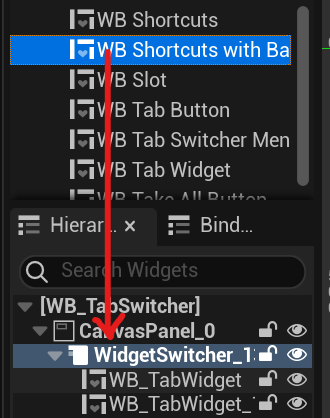 WB Shortcuts
WB Shortcuts with Ba
WB Slot
WB Tab Button
WB Tab Switcher Men
WB Tab Widget
WB Take All Button
Hierar...
Bind...
Search Widgets
[WB_TabSwitcher]
CanvasPanel_0
WidgetSwitcher_1
WB_TabWidget
WB_TabWidget_